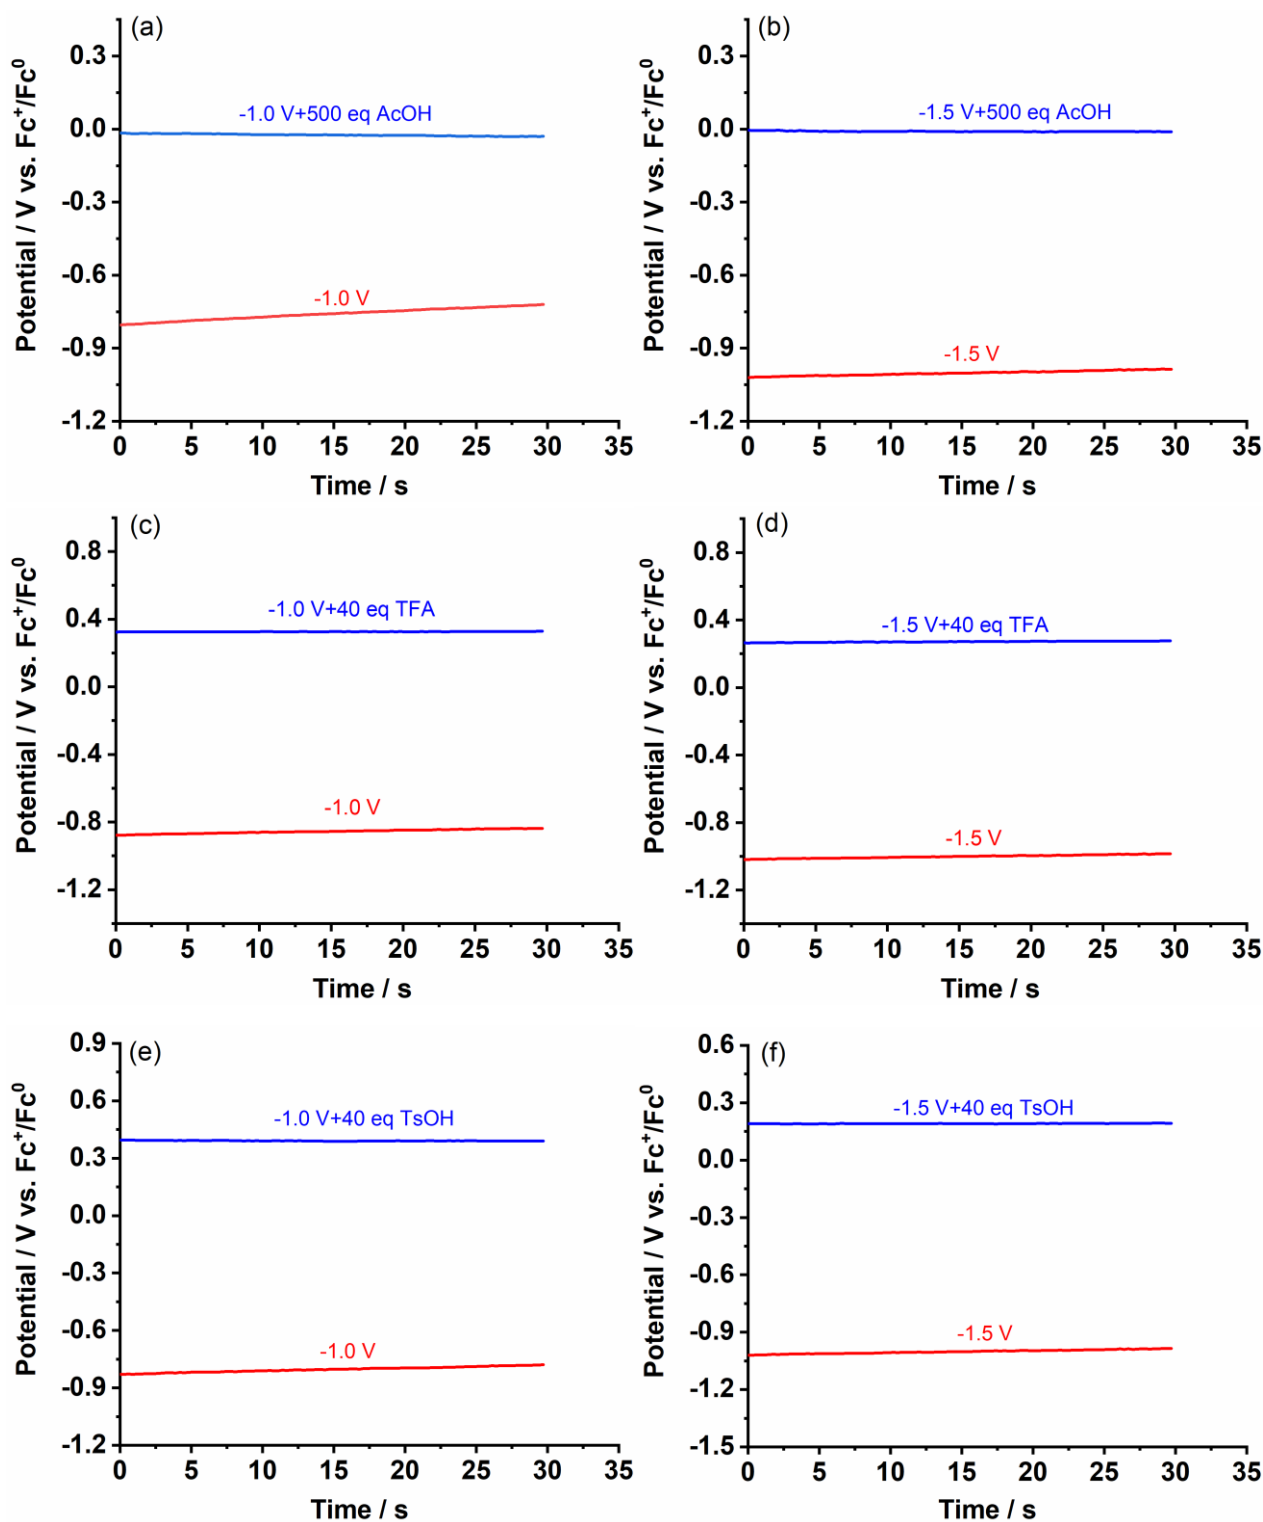 (a)
0.3
0.0
-0.3
-0.6
-0.9
-1.2
-1.0 V+500 eq AcOH
-1.0 V
0 5 10 15 20 25 30 35
Time / s
Potential / V vs. Fc⁺/Fc⁰
(b)
0.3
0.0
-0.3
-0.6
-0.9
-1.2
-1.5 V+500 eq AcOH
-1.5 V
0 5 10 15 20 25 30 35
Time / s
Potential / V vs. Fc⁺/Fc⁰
(c)
0.8
0.4
0.0
-0.4
-0.8
-1.2
-1.0 V+40 eq TFA
-1.0 V
0 5 10 15 20 25 30 35
Time / s
Potential / V vs. Fc⁺/Fc⁰
(d)
0.8
0.4
0.0
-0.4
-0.8
-1.2
-1.5 V+40 eq TFA
-1.5 V
0 5 10 15 20 25 30 35
Time / s
Potential / V vs. Fc⁺/Fc⁰
(e)
0.9
0.6
0.3
0.0
-0.3
-0.6
-0.9
-1.2
-1.0 V+40 eq TsOH
-1.0 V
0 5 10 15 20 25 30 35
Time / s
Potential / V vs. Fc⁺/Fc⁰
(f)
0.6
0.3
0.0
-0.3
-0.6
-0.9
-1.2
-1.5
-1.5 V+40 eq TsOH
-1.5 V
0 5 10 15 20 25 30 35
Time / s
Potential / V vs. Fc⁺/Fc⁰